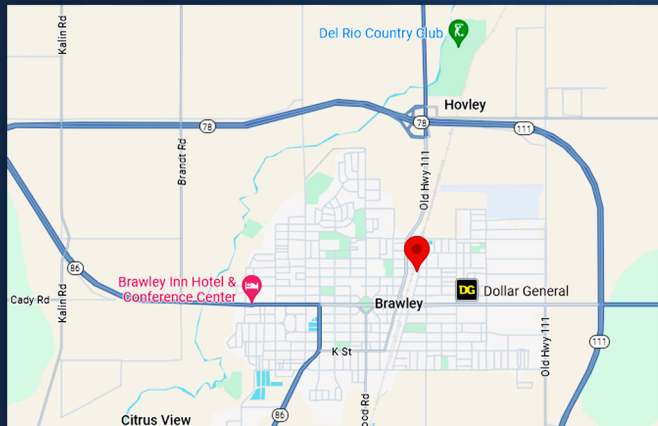 Kalin Rd
Del Rio Country Club
Hovley
78
78
111
Brandt Rd
Old Hwy 111
86
Brawley Inn Hotel &
Conference Center
Cady Rd
Kalin Rd
DG
Dollar General
Brawley
Old Hwy 111
111
K St
86
Citrus View